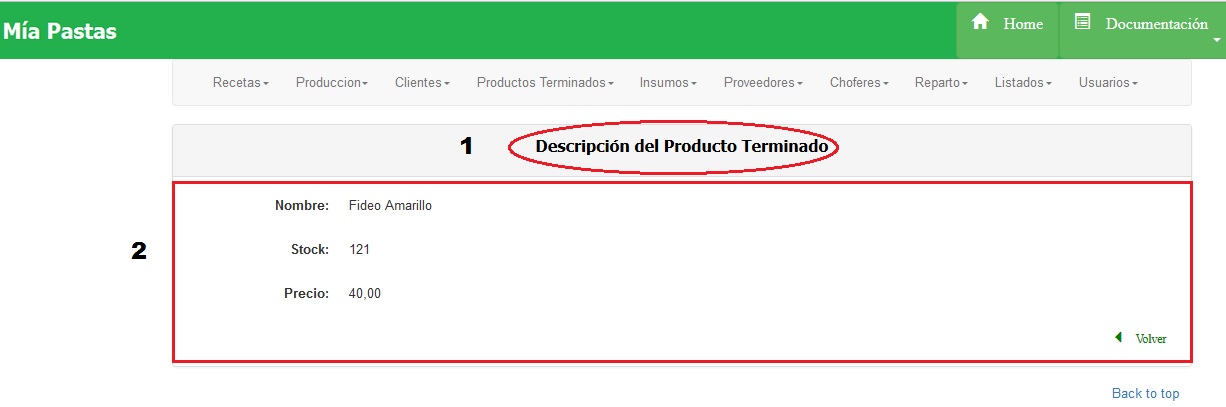 Mía Pastas Home Documentación
Recetas Produccion Clientes Productos Terminados Insumos Proveedores Choferes Reparto Listados Usuarios
1 Descripción del Producto Terminado
Nombre: Fideo Amarillo
2 Stock: 121
Precio: 40,00
Volver
Back to top